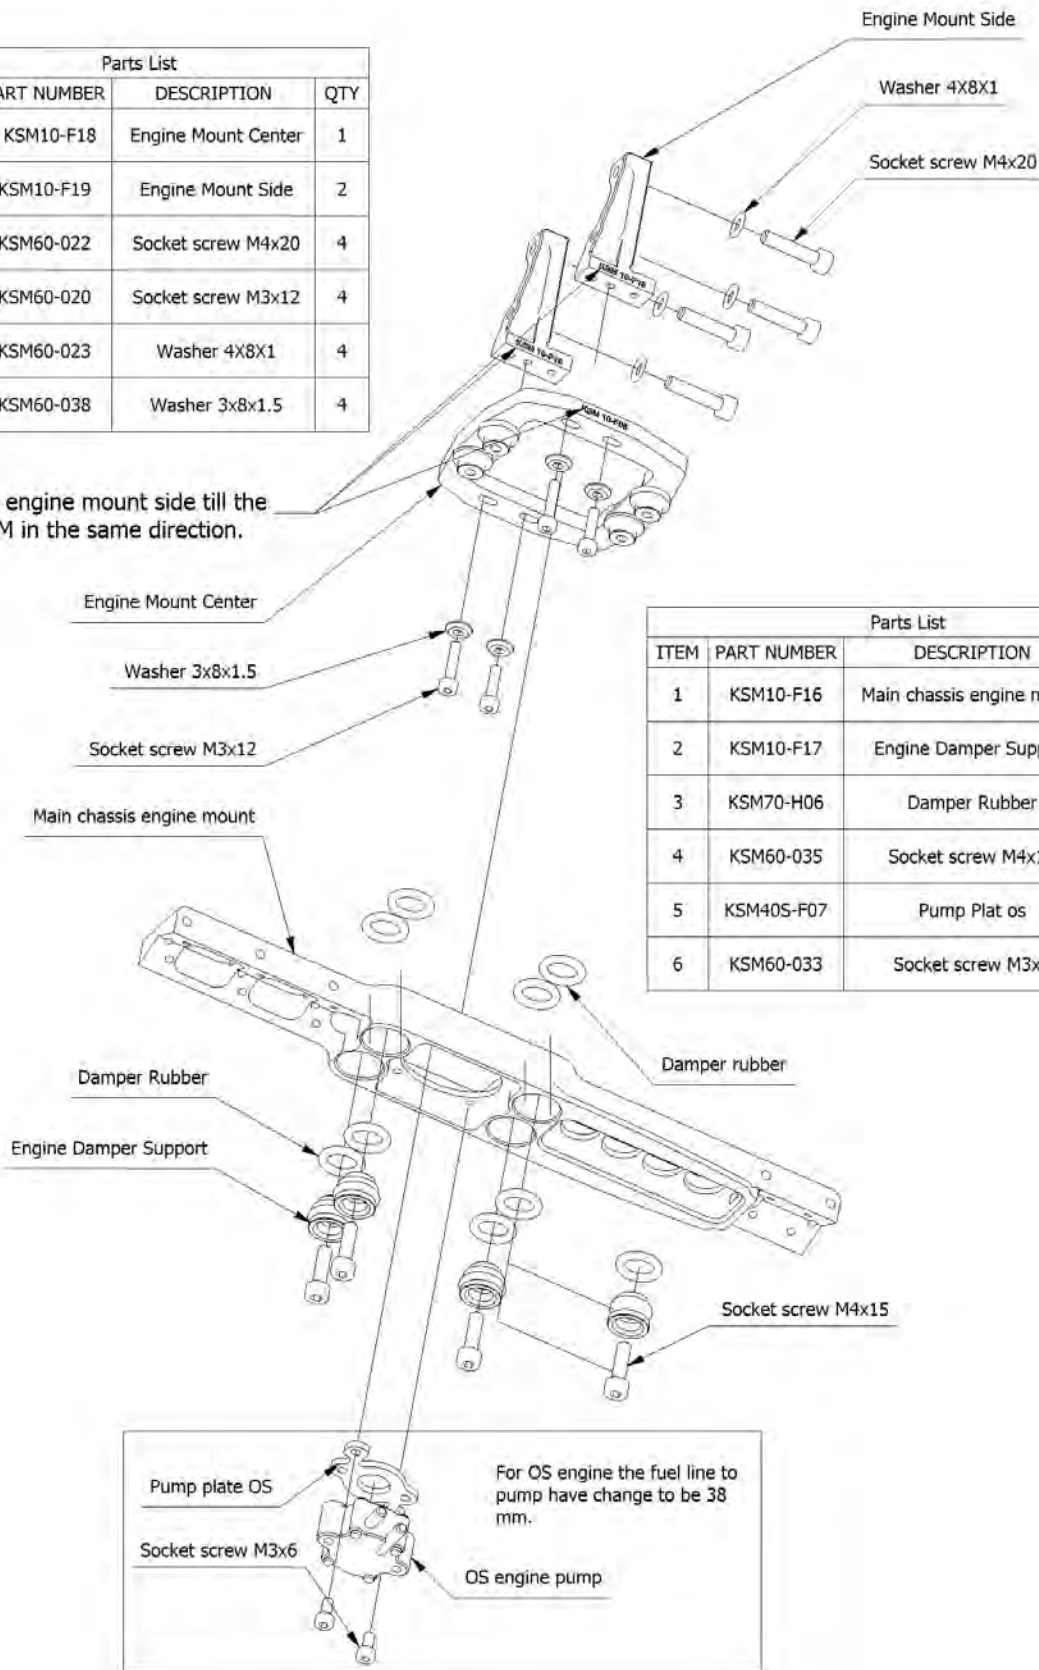 Engine Mount Side
Washer 4X8X1
Socket screw M4x20
Parts List
PART NUMBER DESCRIPTION QTY
KSM10-F18 Engine Mount Center 1
KSM10-F19 Engine Mount Side 2
KSM60-022 Socket screw M4x20 4
KSM60-020 Socket screw M3x12 4
KSM60-023 Washer 4X8X1 4
KSM60-038 Washer 3x8x1.5 4
engine mount side till the
M in the same direction.
Engine Mount Center
Washer 3x8x1.5
Socket screw M3x12
Main chassis engine mount
Parts List
ITEM PART NUMBER DESCRIPTION
1 KSM10-F16 Main chassis engine m
2 KSM10-F17 Engine Damper Supp
3 KSM70-H06 Damper Rubber
4 KSM60-035 Socket screw M4x
5 KSM40S-F07 Pump Plat os
6 KSM60-033 Socket screw M3x
Damper rubber
Damper Rubber
Engine Damper Support
Socket screw M4x15
Pump plate OS
For OS engine the fuel line to
pump have change to be 38
mm.
Socket screw M3x6
OS engine pump